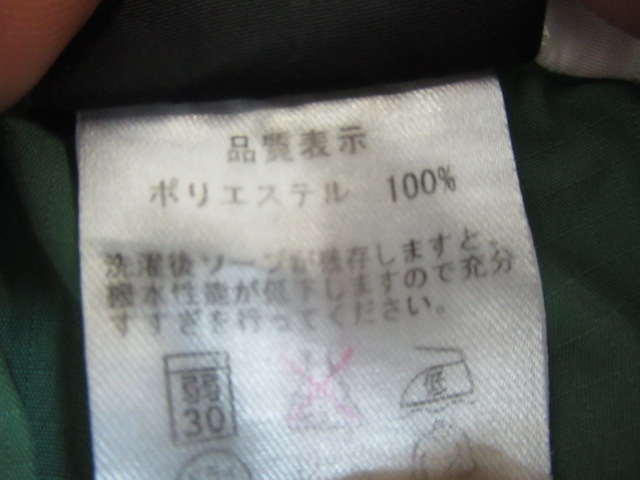 品質表示
ポリエステル 100%
洗濯後ソープが残存しますと、
撥水性能が低下しますので充分
すすぎを行ってください。
弱
30
低